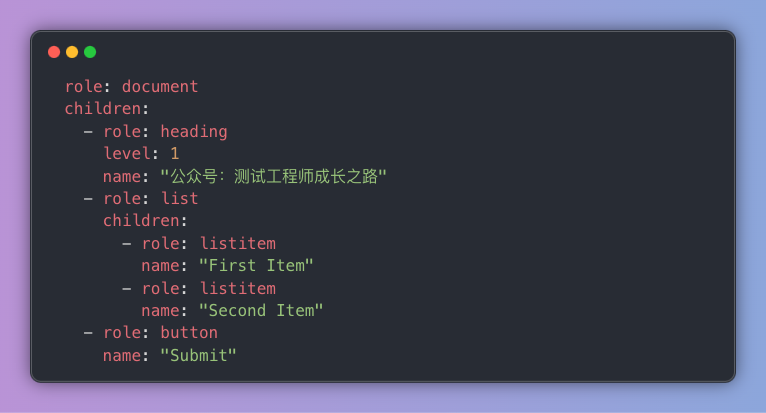 role: document
children:
  - role: heading
    level: 1
    name: "公众号：测试工程师成长之路"
  - role: list
    children:
      - role: listitem
        name: "First Item"
      - role: listitem
        name: "Second Item"
  - role: button
    name: "Submit"